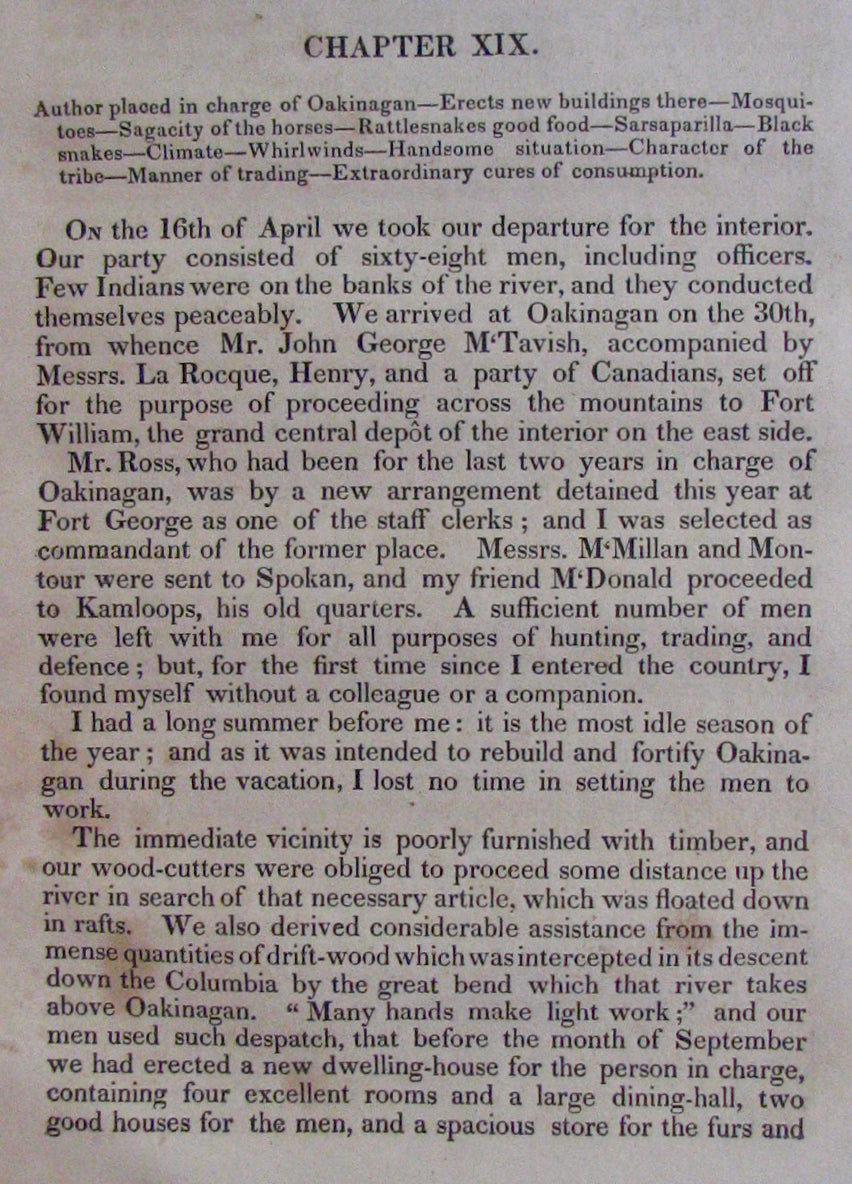 CHAPTER XIX.
Author placed in charge of Oakinagan—Erects new buildings there—Mosqui-
toes—Sagacity of the horses—Rattlesnakes good food—Sarsaparilla—Black
snakes—Climate—Whirlwinds—Handsome situation—Character of the
tribe—Manner of trading—Extraordinary cures of consumption.
On the 16th of April we took our departure for the interior.
Our party consisted of sixty-eight men, including officers.
Few Indians were on the banks of the river, and they conducted
themselves peaceably. We arrived at Oakinagan on the 30th,
from whence Mr. John George M‘Tavish, accompanied by
Messrs. La Rocque, Henry, and a party of Canadians, set off
for the purpose of proceeding across the mountains to Fort
William, the grand central depôt of the interior on the east side.
Mr. Ross, who had been for the last two years in charge of
Oakinagan, was by a new arrangement detained this year at
Fort George as one of the staff clerks; and I was selected as
commandant of the former place. Messrs. M‘Millan and Mon-
tour were sent to Spokan, and my friend M‘Donald proceeded
to Kamloops, his old quarters. A sufficient number of men
were left with me for all purposes of hunting, trading, and
defence; but, for the first time since I entered the country, I
found myself without a colleague or a companion.
I had a long summer before me: it is the most idle season of
the year; and as it was intended to rebuild and fortify Oakina-
gan during the vacation, I lost no time in setting the men to
work.
The immediate vicinity is poorly furnished with timber, and
our wood-cutters were obliged to proceed some distance up the
river in search of that necessary article, which was floated down
in rafts. We also derived considerable assistance from the im-
mense quantities of drift-wood which was intercepted in its descent
down the Columbia by the great bend which that river takes
above Oakinagan. “Many hands make light work;” and our
men used such despatch, that before the month of September
we had erected a new dwelling-house for the person in charge,
containing four excellent rooms and a large dining-hall, two
good houses for the men, and a spacious store for the furs and